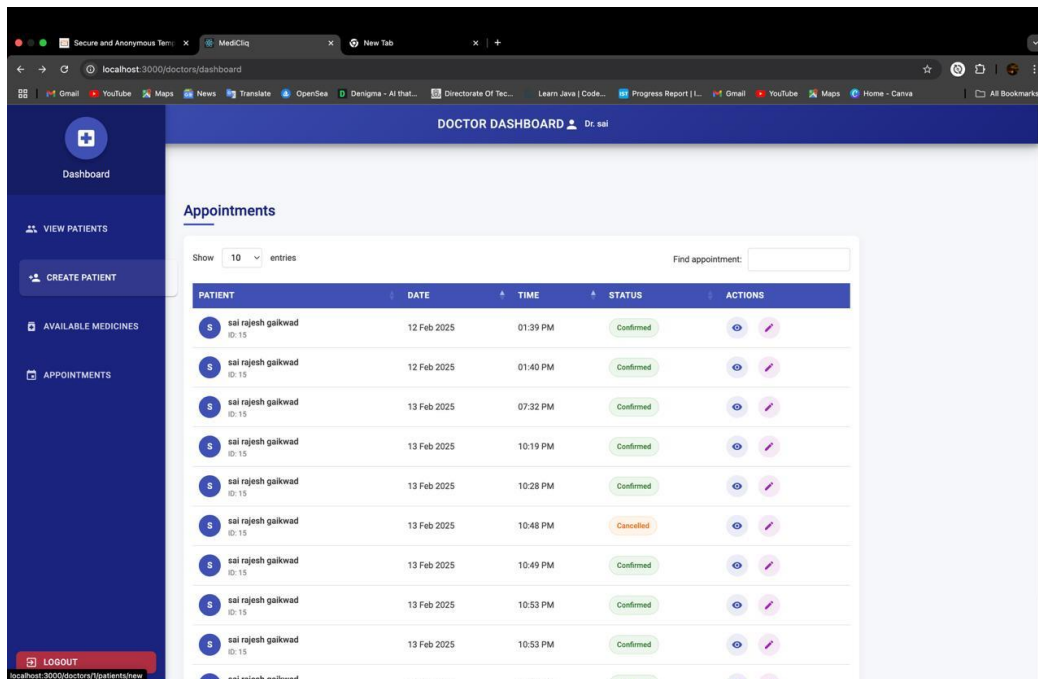 Secure and Anonymous Tem
MediCliq
New Tab
localhost:3000/doctors/dashboard
Gmail
YouTube
Maps
News
Translate
OpenSea
Denigma - AI that...
Directorate Of Tec...
Learn Java | Code...
Progress Report | I...
Gmail
YouTube
Maps
Home - Canva
All Bookmarks
DOCTOR DASHBOARD Dr. sai
Dashboard
VIEW PATIENTS
CREATE PATIENT
AVAILABLE MEDICINES
APPOINTMENTS
LOGOUT
localhost:3000/doctors/1/patients/new
Appointments
Show 10 entries
Find appointment:
PATIENT DATE TIME STATUS ACTIONS
S sai rajesh gaikwad 12 Feb 2025 01:39 PM Confirmed
ID: 15
S sai rajesh gaikwad 12 Feb 2025 01:40 PM Confirmed
ID: 15
S sai rajesh gaikwad 13 Feb 2025 07:32 PM Confirmed
ID: 15
S sai rajesh gaikwad 13 Feb 2025 10:19 PM Confirmed
ID: 15
S sai rajesh gaikwad 13 Feb 2025 10:28 PM Confirmed
ID: 15
S sai rajesh gaikwad 13 Feb 2025 10:48 PM Cancelled
ID: 15
S sai rajesh gaikwad 13 Feb 2025 10:49 PM Confirmed
ID: 15
S sai rajesh gaikwad 13 Feb 2025 10:53 PM Confirmed
ID: 15
S sai rajesh gaikwad 13 Feb 2025 10:53 PM Confirmed
ID: 15